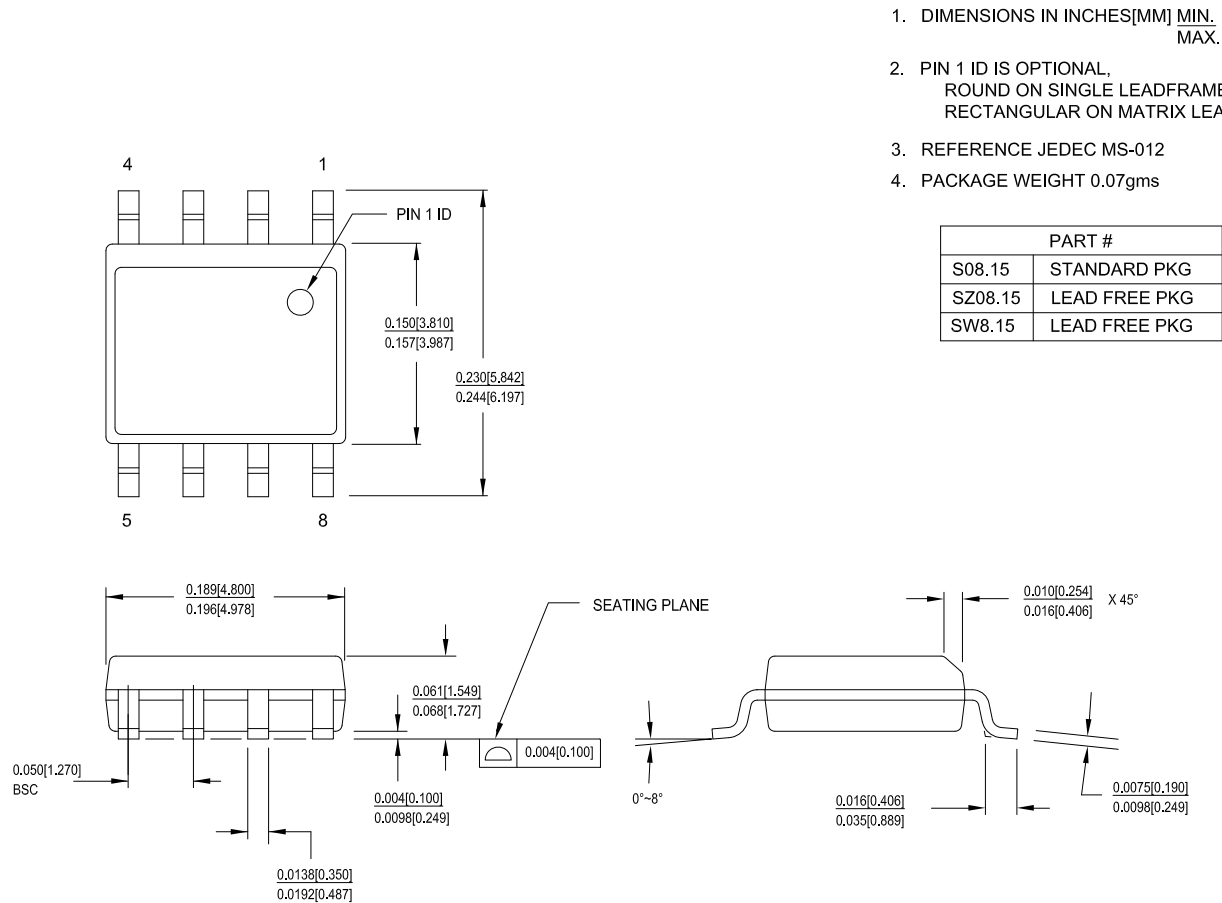 1. DIMENSIONS IN INCHES[MM] MIN.
MAX.
2. PIN 1 ID IS OPTIONAL,
ROUND ON SINGLE LEADFRAME
RECTANGULAR ON MATRIX LEA
3. REFERENCE JEDEC MS-012
4. PACKAGE WEIGHT 0.07gms
PART #
S08.15 STANDARD PKG
SZ08.15 LEAD FREE PKG
SW8.15 LEAD FREE PKG
4
1
PIN 1 ID
0.150[3.810]
0.157[3.987]
0.230[5.842]
0.244[6.197]
5
8
0.189[4.800]
0.196[4.978]
SEATING PLANE
0.010[0.254]
0.016[0.406]
X 45°
0.061[1.549]
0.068[1.727]
0.004[0.100]
0.050[1.270]
BSC
0.004[0.100]
0.0098[0.249]
0°~8°
0.016[0.406]
0.035[0.889]
0.0075[0.190]
0.0098[0.249]
0.0138[0.350]
0.0192[0.487]